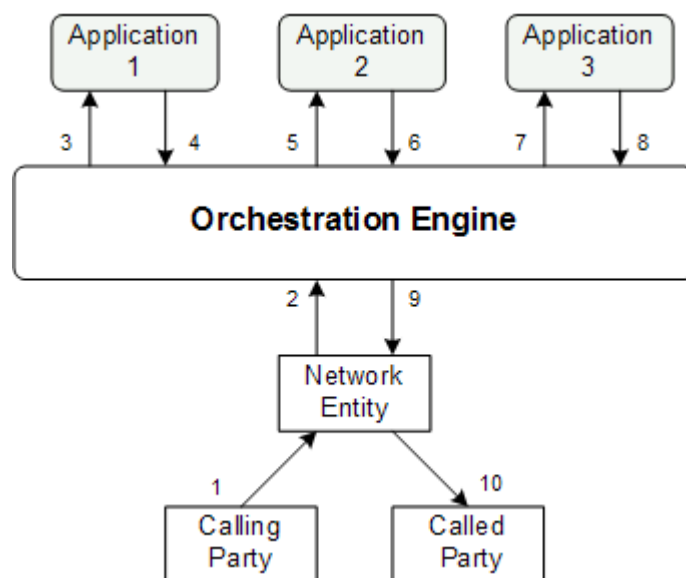 Application
1
Application
2
Application
3
3
4
5
6
7
8
Orchestration Engine
2
9
Network
Entity
1
10
Calling
Party
Called
Party